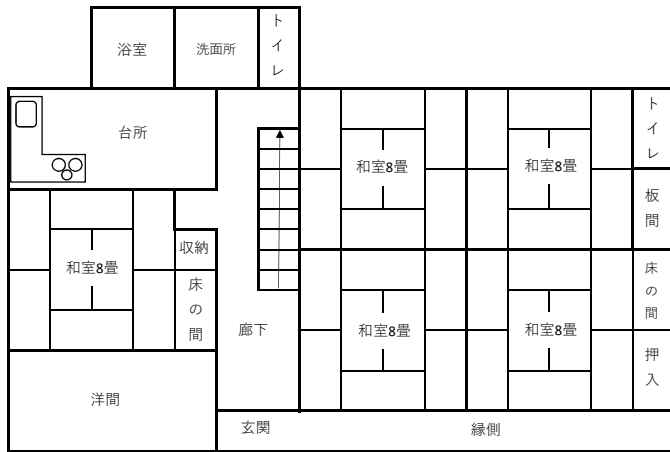 浴室
洗面所
トイレ
台所
和室8畳
和室8畳
トイレ
板間
和室8畳
収納
床の間
廊下
和室8畳
和室8畳
床の間
押入
洋間
玄関
縁側